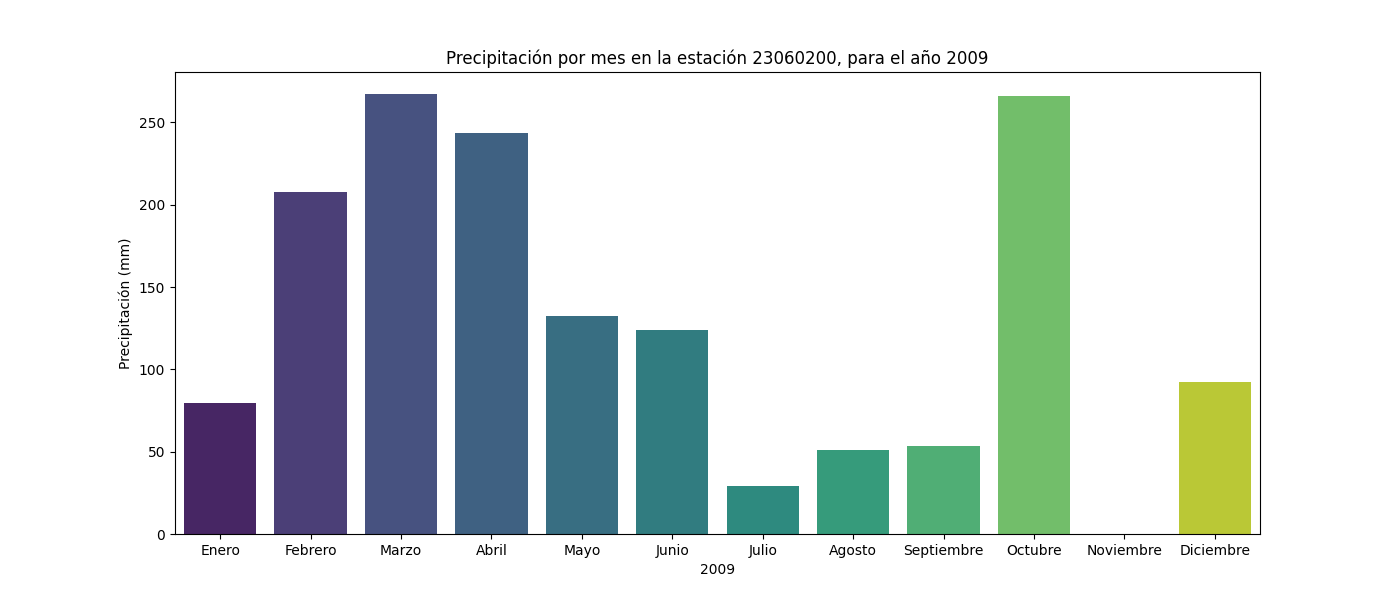 Precipitación por mes en la estación 23060200, para el año 2009
Precipitación (mm)
250
200
150
100
50
0
Enero Febrero Marzo Abril Mayo Junio Julio Agosto Septiembre Octubre Noviembre Diciembre
2009